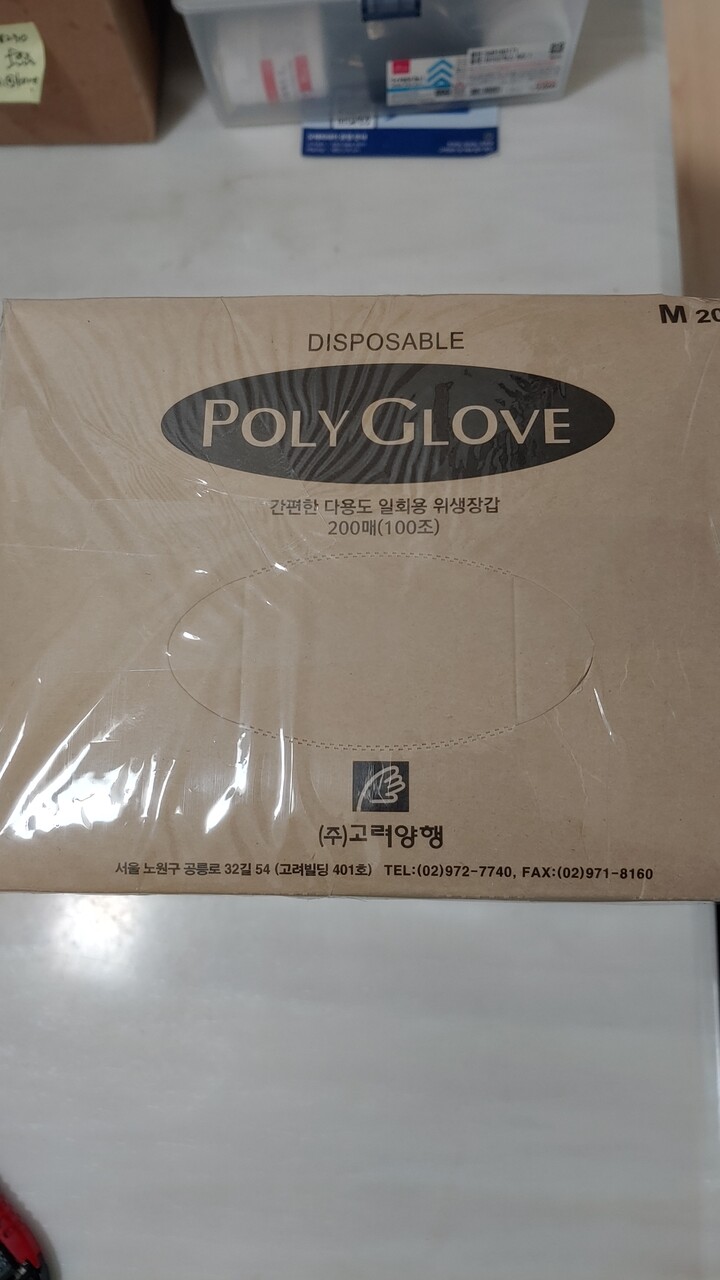 DISPOSABLE
M 20
POLY GLOVE
간편한 다용도 일회용 위생장갑
200매(100조)
(주)고려양행
서울 노원구 공릉로 32길 54 (고려빌딩 401호) TEL:(02)972-7740, FAX:(02)971-8160